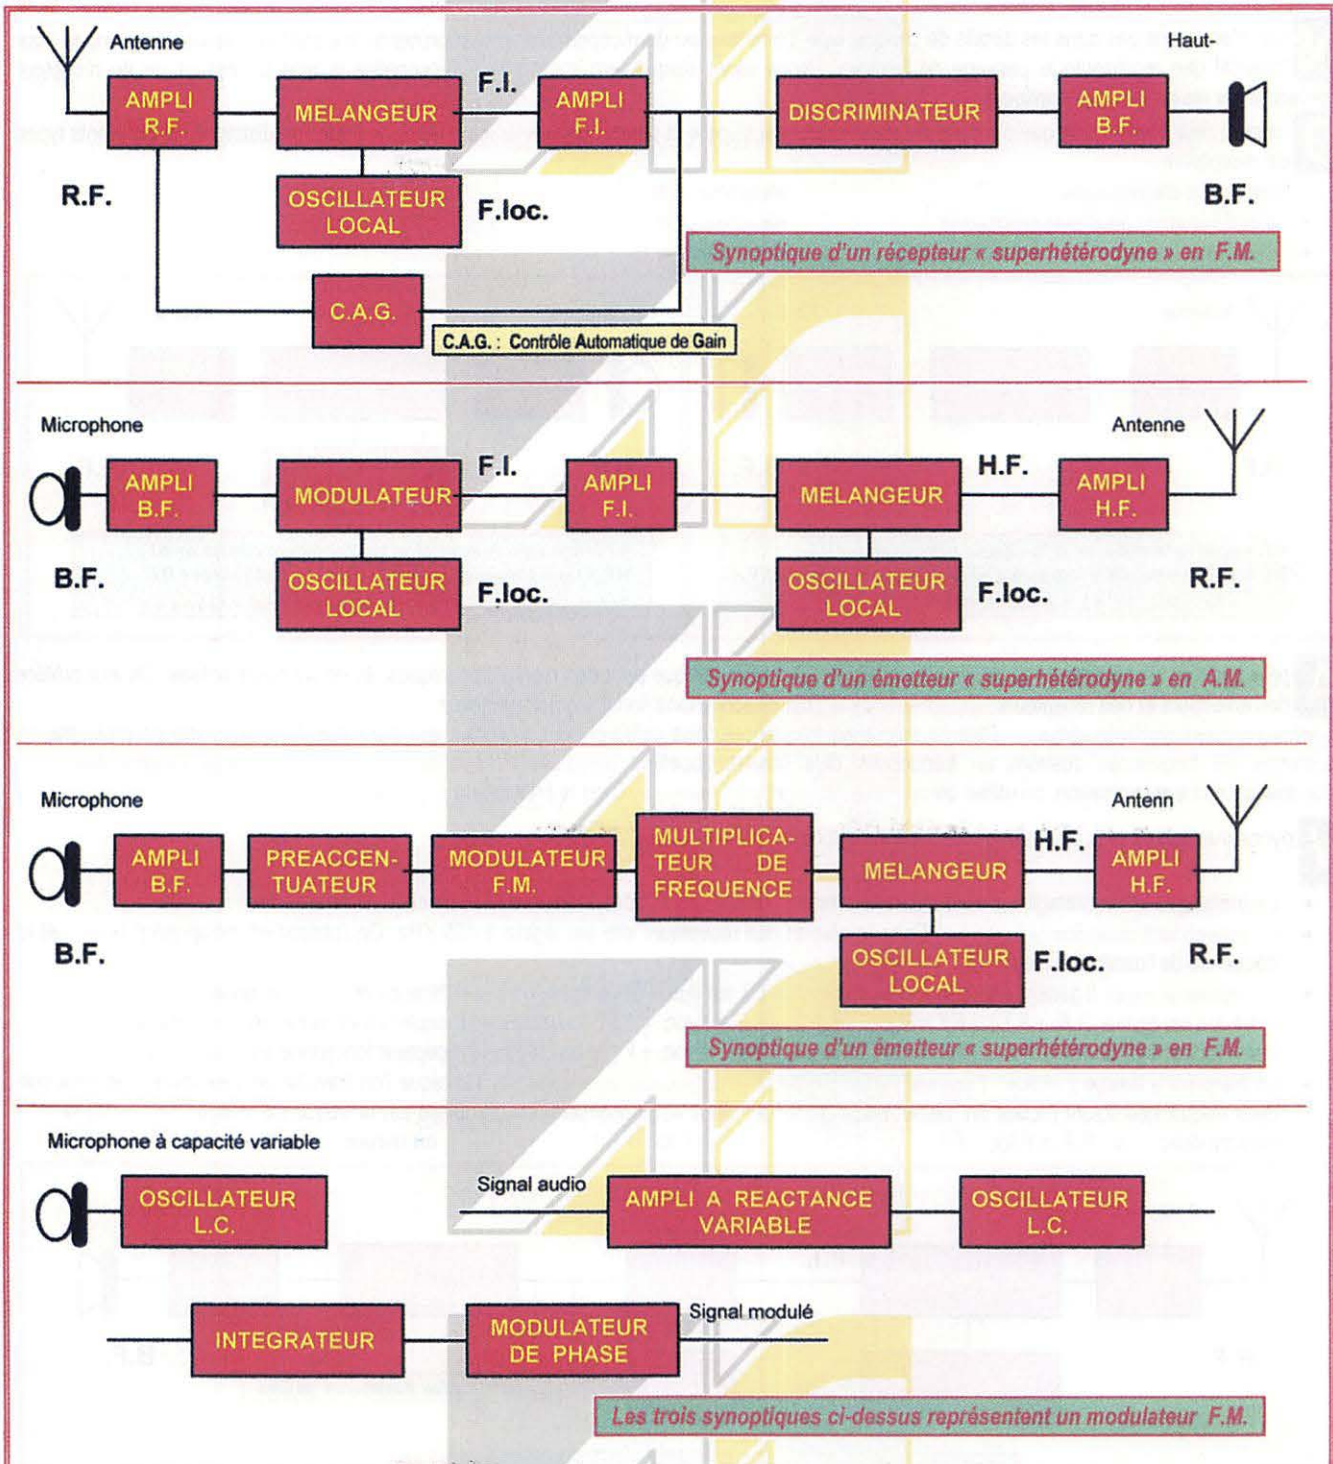 Antenne
Haut-
AMPLI
R.F.
MELANGEUR
F.I.
AMPLI
F.I.
DISCRIMINATEUR
AMPLI
B.F.
R.F.
OSCILLATEUR
LOCAL
F.loc.
B.F.
Synoptique d'un récepteur « superhétérodyne » en F.M.
C.A.G.
C.A.G. : Contrôle Automatique de Gain
Microphone
Antenne
AMPLI
B.F.
MODULATEUR
F.I.
AMPLI
F.I.
MELANGEUR
H.F.
AMPLI
H.F.
B.F.
OSCILLATEUR
LOCAL
F.loc.
OSCILLATEUR
LOCAL
F.loc.
R.F.
Synoptique d'un émetteur « superhétérodyne » en A.M.
Microphone
Antenn
AMPLI
B.F.
PREACCEN-
TUATEUR
MODULATEUR
F.M.
MULTIPLICA-
TEUR DE
FREQUENCE
MELANGEUR
H.F.
AMPLI
H.F.
B.F.
OSCILLATEUR
LOCAL
F.loc.
R.F.
Synoptique d'un émetteur « superhétérodyne » en F.M.
Microphone à capacité variable
OSCILLATEUR
L.C.
Signal audio
AMPLI A REACTANCE
VARIABLE
OSCILLATEUR
L.C.
INTEGRATEUR
MODULATEUR
DE PHASE
Signal modulé
Les trois synoptiques ci-dessus représentent un modulateur F.M.